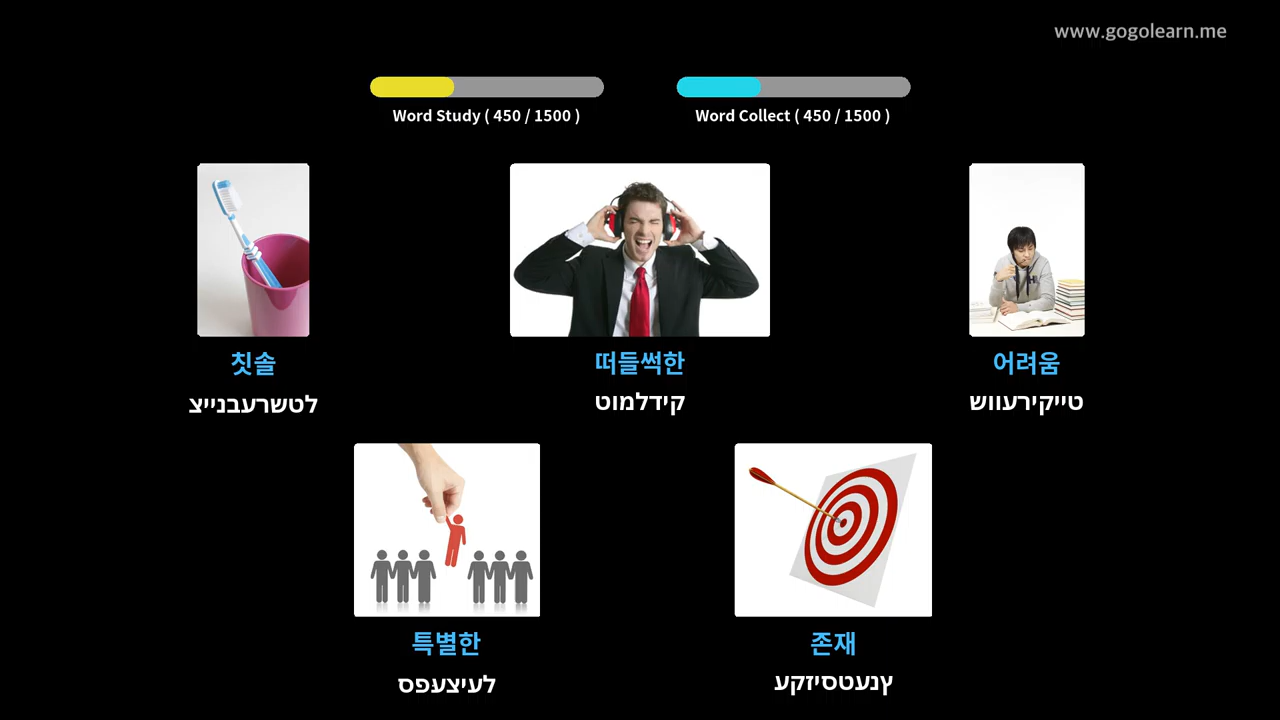 www.gogolearn.me
Word Study ( 450 / 1500 )
Word Collect ( 450 / 1500 )
칫솔
לטשרעבנייצ
떠들썩한
קידלמוט
어려움
טייקירעווש
특별한
לעיצעפס
존재
ץנעטסיזקע